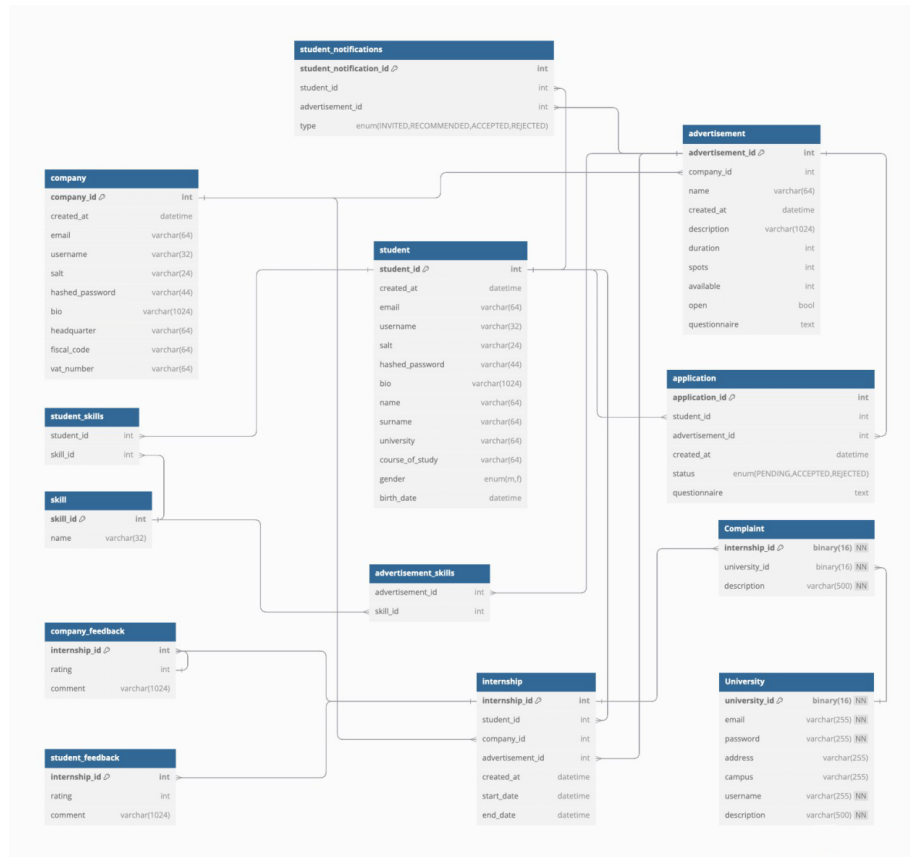 student_notifications
student_notification_id int
student_id int
advertisement_id int
type enum(INVITED,RECOMMENDED,ACCEPTED,REJECTED)
advertisement
advertisement_id int
company_id int
name varchar(64)
created_at datetime
description varchar(1024)
duration int
spots int
available int
open bool
questionnaire text
company
company_id int
created_at datetime
email varchar(64)
username varchar(32)
salt varchar(24)
hashed_password varchar(44)
bio varchar(1024)
headquarter varchar(64)
fiscal_code varchar(64)
vat_number varchar(64)
student
student_id int
created_at datetime
email varchar(64)
username varchar(32)
salt varchar(24)
hashed_password varchar(44)
bio varchar(1024)
name varchar(64)
surname varchar(64)
university varchar(64)
course_of_study varchar(64)
gender enum(m,f)
birth_date datetime
application
application_id int
student_id int
advertisement_id int
created_at datetime
status enum(PENDING,ACCEPTED,REJECTED)
questionnaire text
student_skills
student_id int
skill_id int
skill
skill_id int
name varchar(32)
Complaint
internship_id binary(16) NN
university_id binary(16) NN
description varchar(500) NN
advertisement_skills
advertisement_id int
skill_id int
company_feedback
internship_id int
rating int
comment varchar(1024)
internship
internship_id int
student_id int
company_id int
advertisement_id int
created_at datetime
start_date datetime
end_date datetime
University
university_id binary(16) NN
email varchar(255) NN
password varchar(255) NN
address varchar(255)
campus varchar(255)
username varchar(255) NN
description varchar(500) NN
student_feedback
internship_id int
rating int
comment varchar(1024)